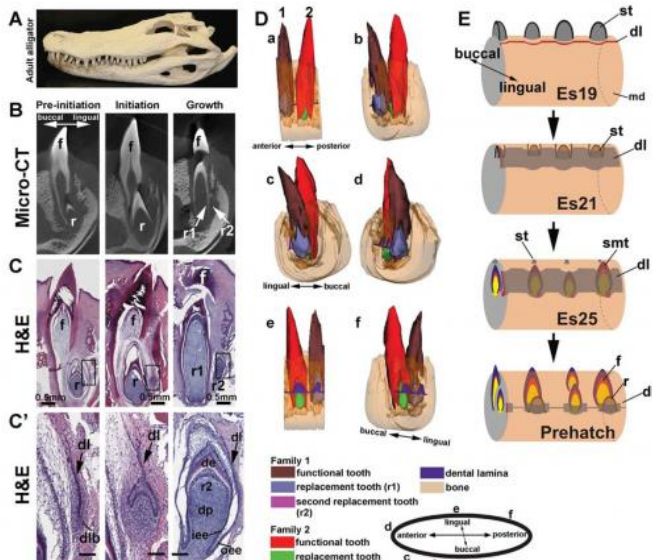 A
Adult alligator
B
Pre-initiation
Initiation
Growth
buccal lingual
f
f
f
r
r
r1
r2
Micro-CT
C
H&E
f
f
f
r
r
r1
r2
0.5mm
0.5mm
C'
H&E
dl
dlb
dl
dl
de
r2
dp
iee
oee
D
1 2
a
b
anterior posterior
c
d
lingual buccal
e
f
buccal lingual
Family 1
functional tooth
replacement tooth (r1)
second replacement tooth
(r2)
dental lamina
bone
Family 2
functional tooth
replacement tooth
e
d
lingual
f
anterior posterior
buccal
c
E
st
dl
buccal
lingual
Es19
md
st
dl
Es21
st
smt
dl
Es25
f
r
dl
Prehatch